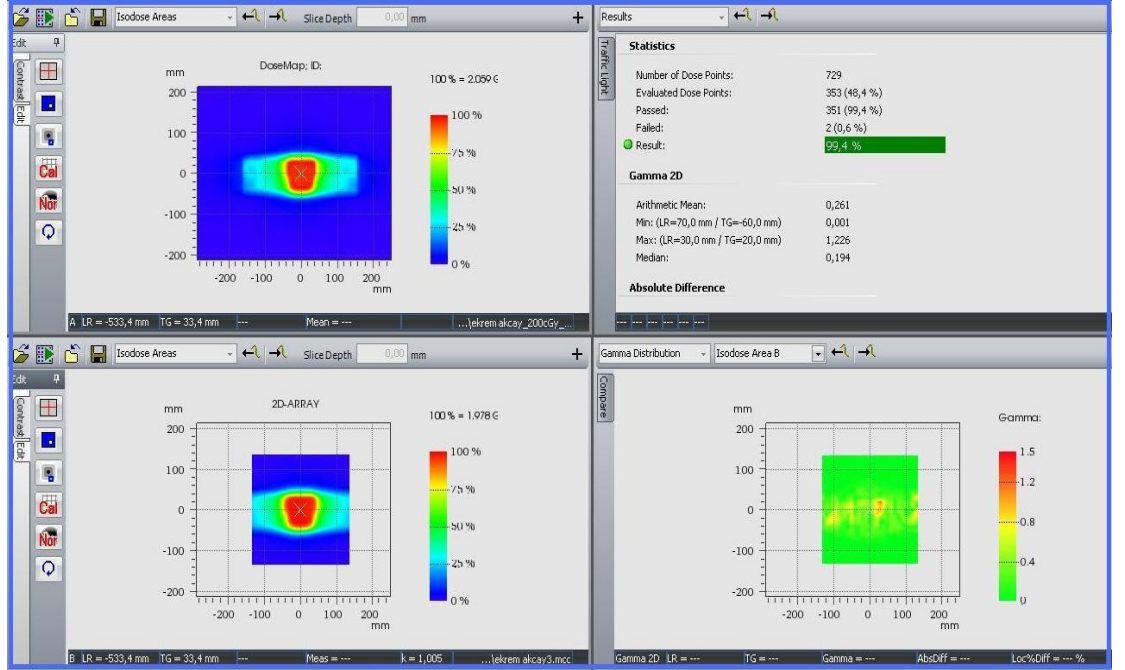 Isodose Areas
Slice Depth 0,00 mm
Edit
Contrast
Edit
Cal
Nor
mm
DoseMap; ID:
100 % = 2.059 G
200
100
0
-100
-200
100 %
75 %
50 %
25 %
0 %
-200 -100 0 100 200
mm
A LR = -533,4 mm TG = 33,4 mm --- Mean = --- ...\ekrem akcay_200cGy_...
Results
Traffic Light
Statistics
Number of Dose Points: 729
Evaluated Dose Points: 353 (48,4 %)
Passed: 351 (99,4 %)
Failed: 2 (0,6 %)
Result: 99,4 %
Gamma 2D
Arithmetic Mean: 0,261
Min: (LR=70,0 mm / TG=-60,0 mm) 0,001
Max: (LR=30,0 mm / TG=20,0 mm) 1,226
Median: 0,194
Absolute Difference
--- --- --- --- --- ---
Isodose Areas
Slice Depth 0,00 mm
Edit
Contrast
Edit
Cal
Nor
mm
2D-ARRAY
100 % = 1.978 G
200
100
0
-100
-200
100 %
75 %
50 %
25 %
0 %
-200 -100 0 100 200
mm
B LR = -533,4 mm TG = 33,4 mm --- Meas = --- k = 1,005 ...\ekrem akcay3.mcc
Gamma Distribution Isodose Area B
Compare
mm
Gamma:
200
100
0
-100
-200
1.5
1.2
0.8
0.4
0
-200 -100 0 100 200
mm
Gamma 2D LR = --- TG = --- Gamma = --- AbsDiff = --- Loc%Diff = --- %